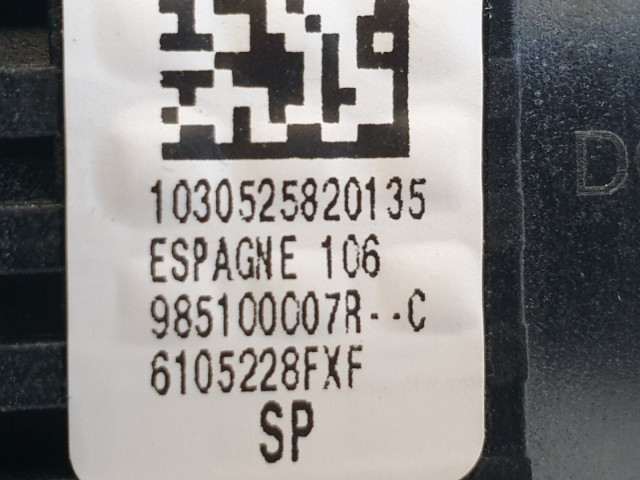 1030525820135
ESPAGNE 106
985100007R--C
6105228FXF
SP